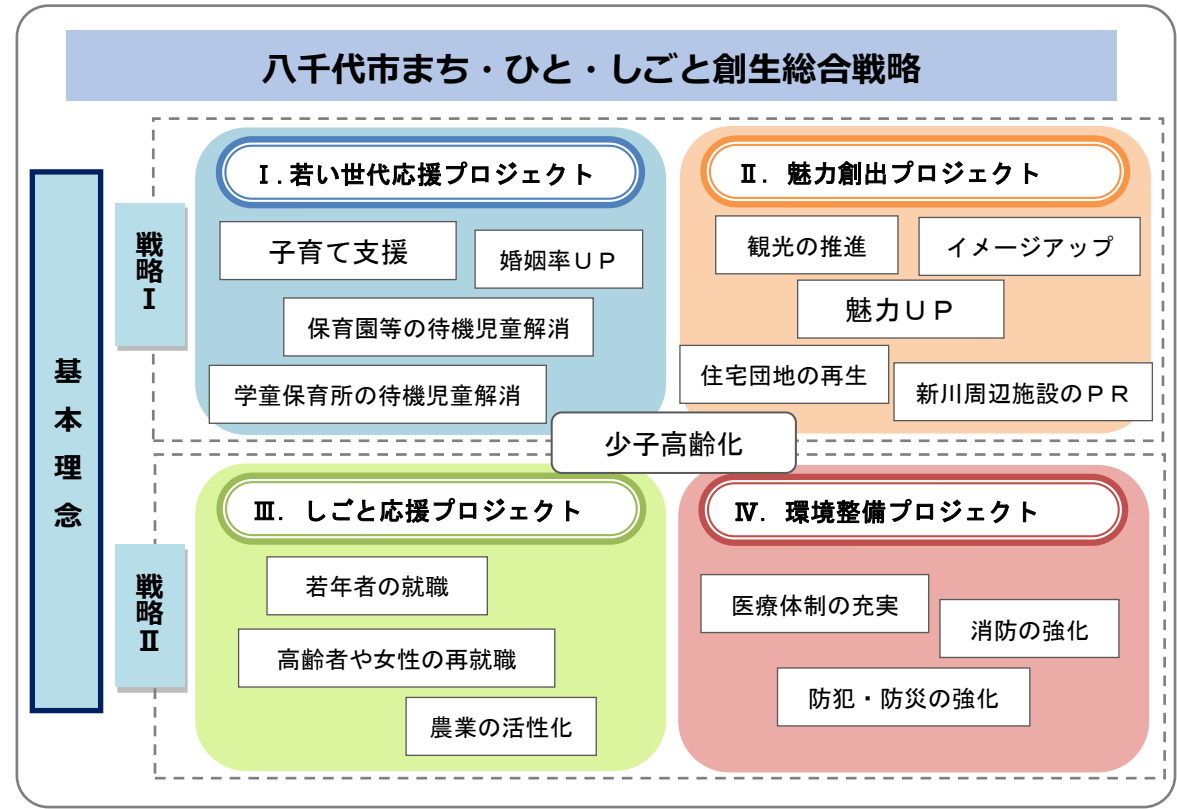 八千代市まち・ひと・しごと創生総合戦略
基本理念
戦略Ⅰ
Ⅰ.若い世代応援プロジェクト
子育て支援
婚姻率UP
保育園等の待機児童解消
学童保育所の待機児童解消
Ⅱ．魅力創出プロジェクト
観光の推進
イメージアップ
魅力UP
住宅団地の再生
新川周辺施設のPR
少子高齢化
戦略Ⅱ
Ⅲ．しごと応援プロジェクト
若年者の就職
高齢者や女性の再就職
農業の活性化
Ⅳ．環境整備プロジェクト
医療体制の充実
消防の強化
防犯・防災の強化